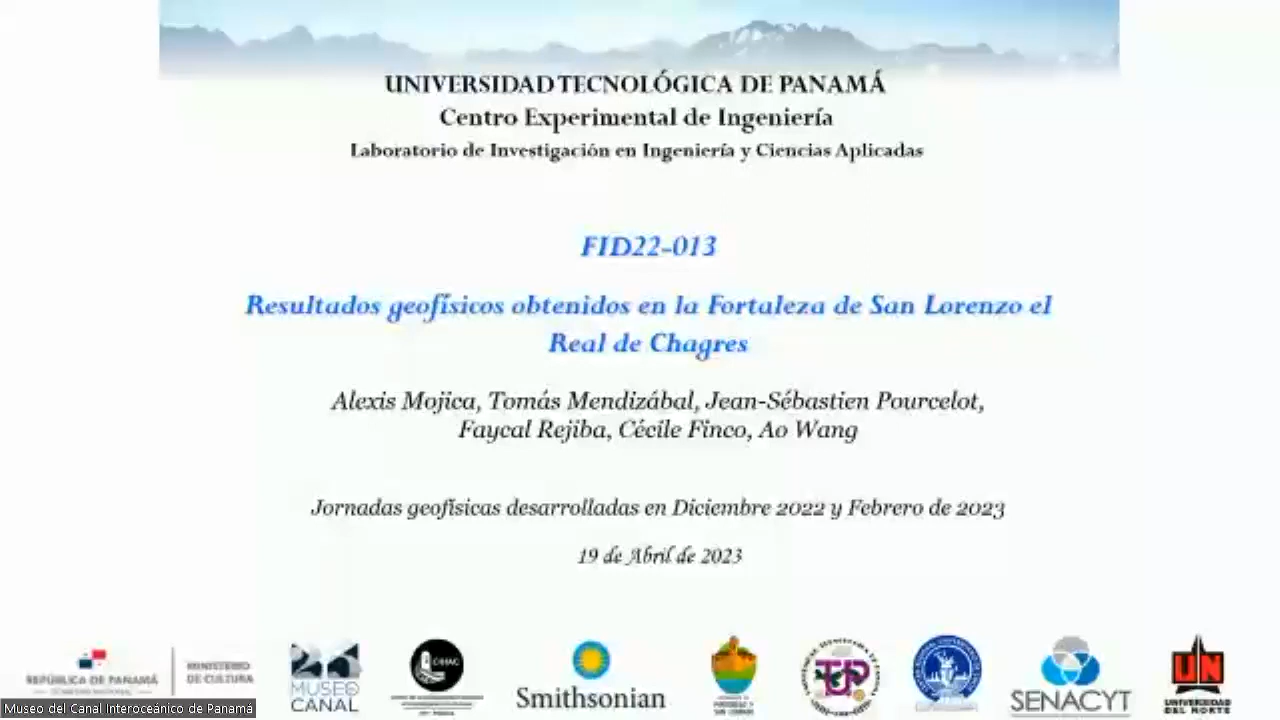 UNIVERSIDAD TECNOLÓGICA DE PANAMÁ
Centro Experimental de Ingeniería
Laboratorio de Investigación en Ingeniería y Ciencias Aplicadas
FID22-013
Resultados geofísicos obtenidos en la Fortaleza de San Lorenzo el
Real de Chagres
Alexis Mojica, Tomás Mendizábal, Jean-Sébastien Pourcelot,
Faycal Rejiba, Cécile Finco, Ao Wang
Jornadas geofísicas desarrolladas en Diciembre 2022 y Febrero de 2023
19 de Abril de 2023
REPÚBLICA DE PANAMÁ
MINISTERIO
DE CULTURA
MUSEO
CANAL
Smithsonian
SENACYT
UN
UNIVERSIDAD
DEL NORTE
Museo del Canal Interoceánico de Panamá